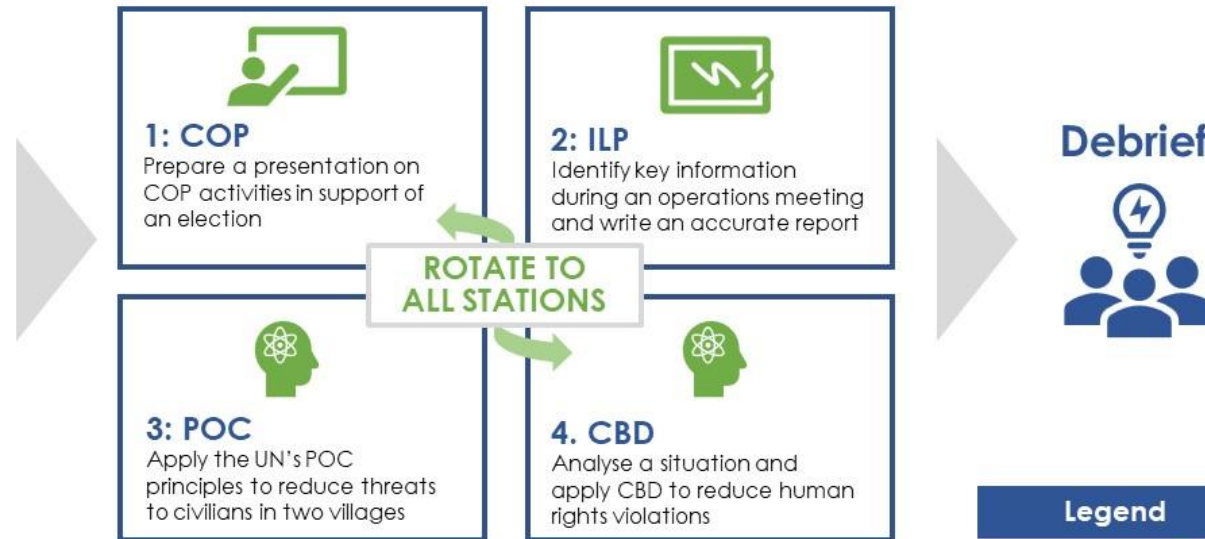 1: COP
Prepare a presentation on
COP activities in support of
an election
2: ILP
Identify key information
during an operations meeting
and write an accurate report
ROTATE TO
ALL STATIONS
3: POC
Apply the UN's POC
principles to reduce threats
to civilians in two villages
4. CBD
Analyse a situation and
apply CBD to reduce human
rights violations
Debrief
Legend